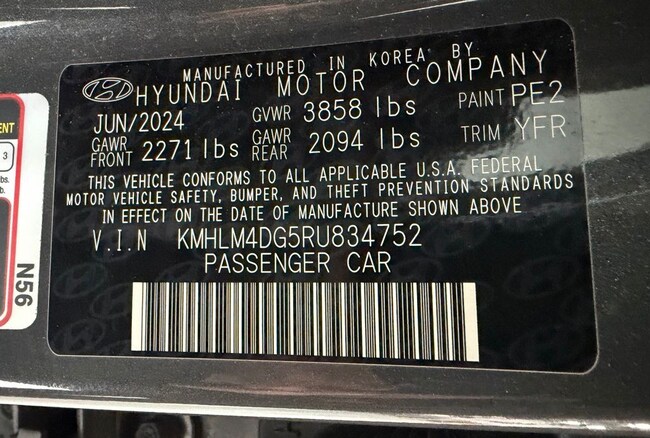 MANUFACTURED IN KOREA BY
HYUNDAI MOTOR COMPANY
JUN/2024 GVWR 3858 lbs PAINT PE2
GAWR FRONT 2271 lbs GAWR REAR 2094 lbs TRIM YFR
THIS VEHICLE CONFORMS TO ALL APPLICABLE U.S.A. FEDERAL
MOTOR VEHICLE SAFETY, BUMPER, AND THEFT PREVENTION STANDARDS
IN EFFECT ON THE DATE OF MANUFACTURE SHOWN ABOVE
V.I.N KMHLM4DG5RU834752
PASSENGER CAR
N56